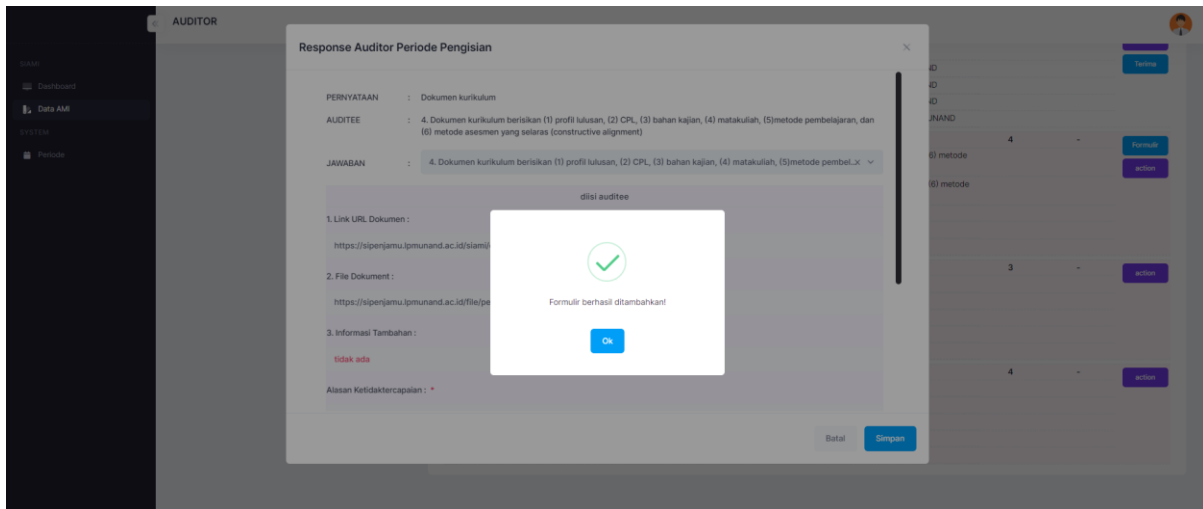 AUDITOR
SIAMI
Dashboard
Data AMI
SYSTEM
Periode
Response Auditor Periode Pengisian
PERNYATAAN : Dokumen kurikulum
AUDITEE : 4. Dokumen kurikulum berisikan (1) profil lulusan, (2) CPL, (3) bahan kajian, (4) matakuliah, (5)metode pembelajaran, dan
(6) metode asesmen yang selaras (constructive alignment)
JAWABAN : 4. Dokumen kurikulum berisikan (1) profil lulusan, (2) CPL, (3) bahan kajian, (4) matakuliah, (5)metode pembel...
diisi auditee
1. Link URL Dokumen :
https://sipenjamu.lpmunand.ac.id/siami/
2. File Dokument :
https://sipenjamu.lpmunand.ac.id/file/pe
3. Informasi Tambahan :
tidak ada
Alasan Ketidaktercapaian : *
Batal
Simpan
Formulir berhasil ditambahkan!
Ok
Terima
UNAND
4 - Formulir
(6) metode
action
(6) metode
3 - action
4 - action